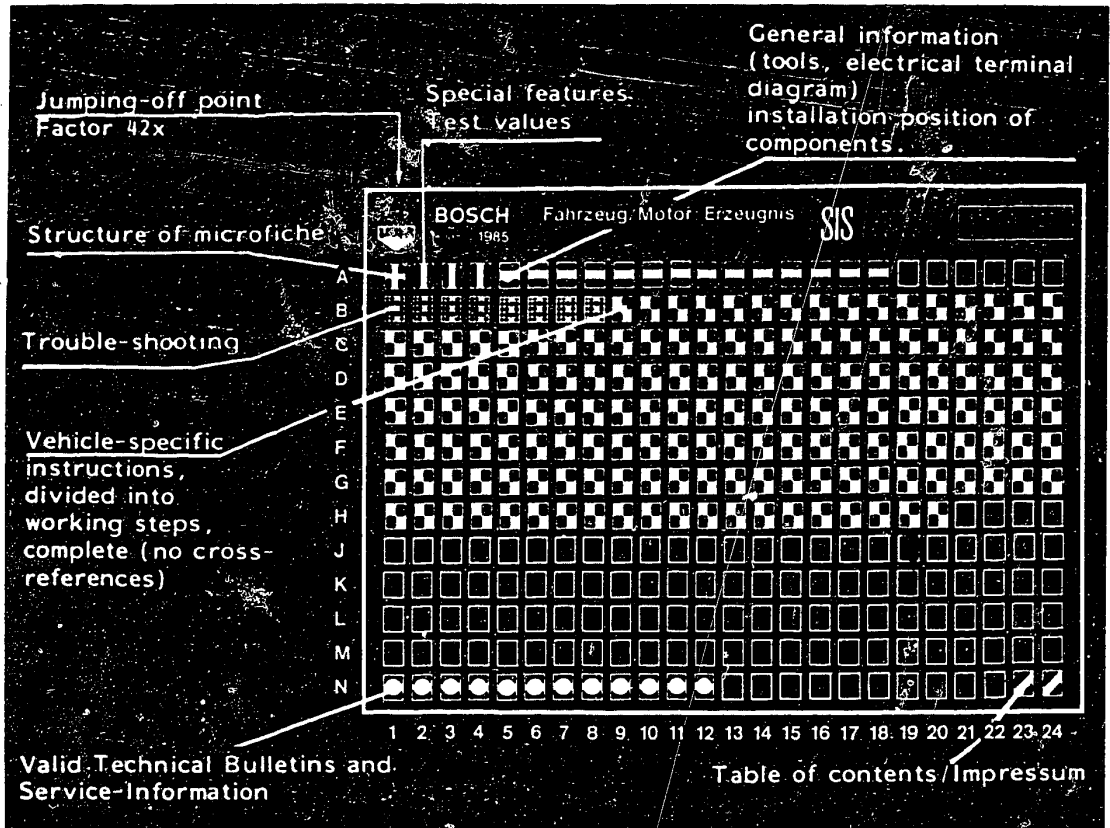 General information
(tools, electrical terminal
diagram)
installation position of
components.
Jumping-off point
Factor 42x
Special features
Test values
BOSCH Fahrzeug/Motor Erzeugnis SIS
1985
Structure of microfiche
Trouble-shooting
Vehicle-specific
instructions,
divided into
working steps,
complete (no cross-
references)
A
B
C
D
E
F
G
H
J
K
L
M
N
1 2 3 4 5 6 7 8 9 10 11 12 13 14 15 16 17 18 19 20 21 22 23 24
Valid Technical Bulletins and
Service-Information
Table of contents/Impressum